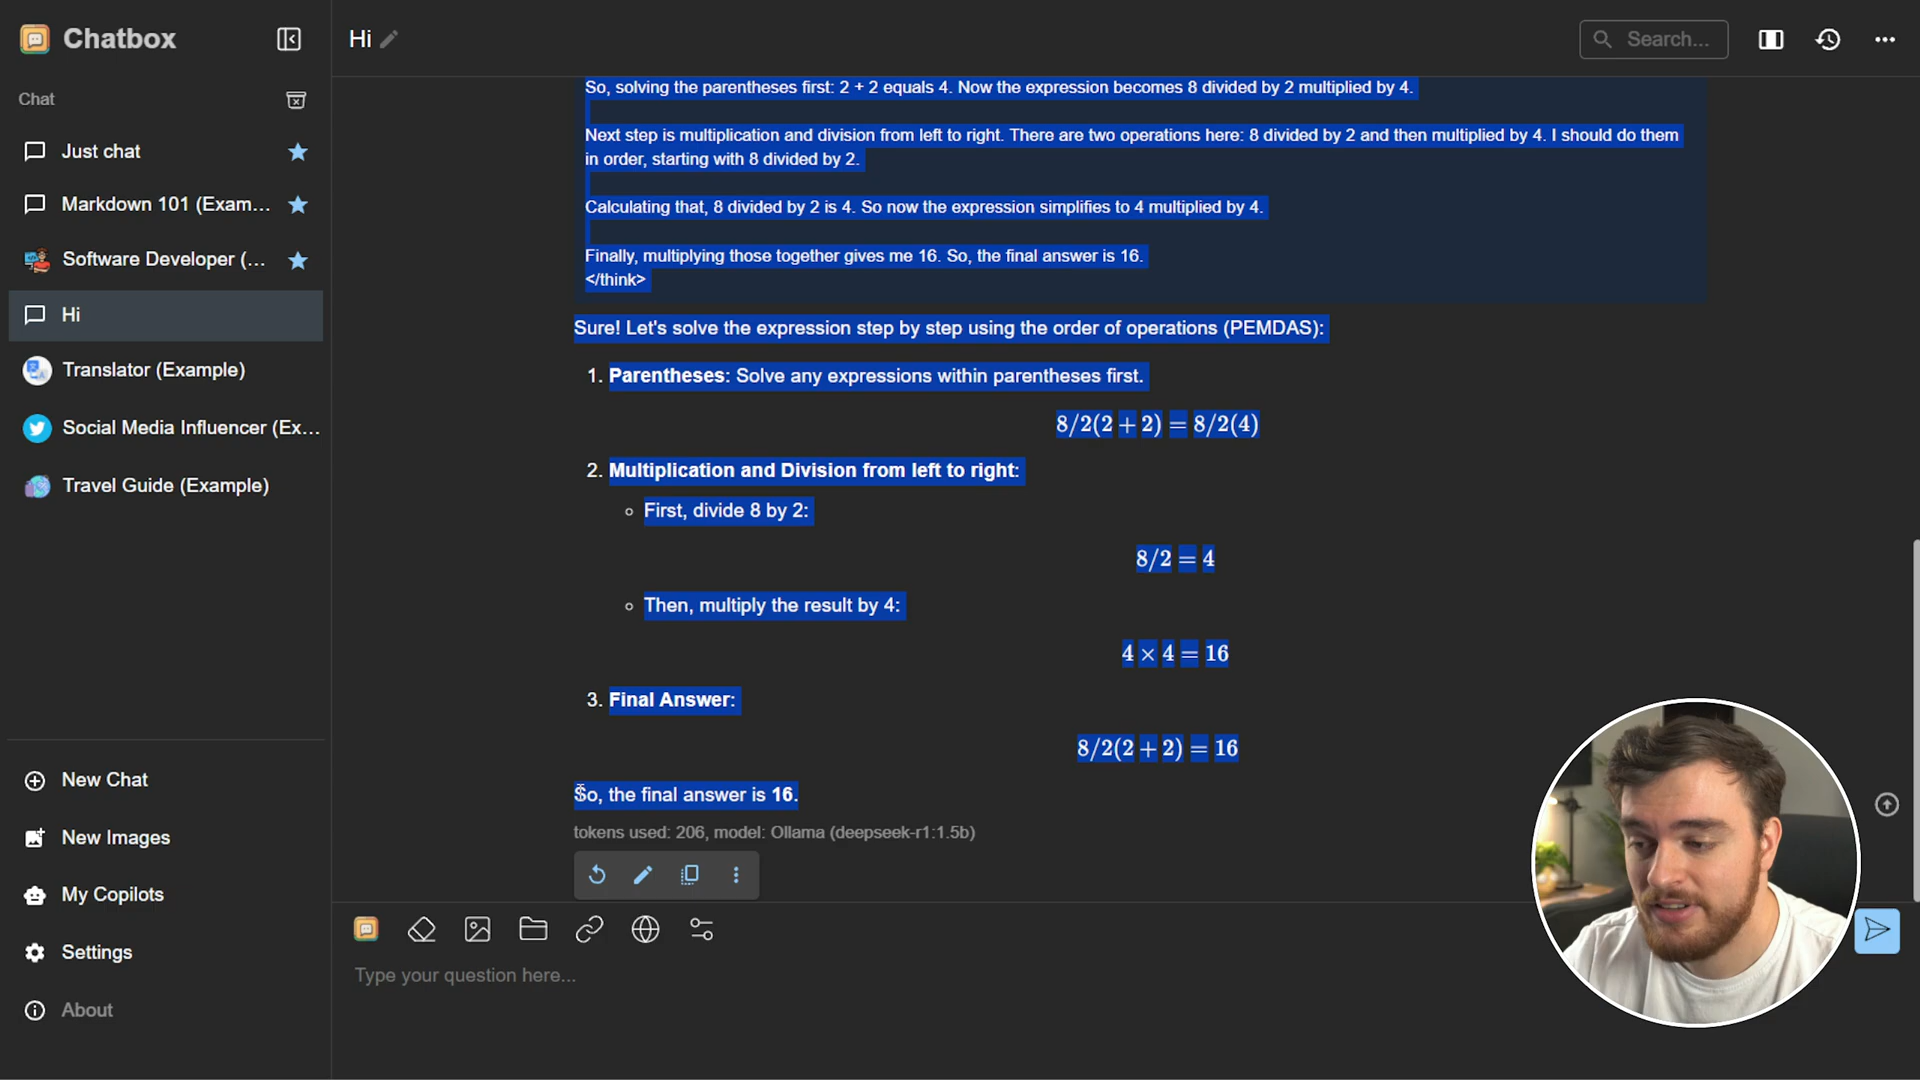 Chatbox
Hi
Search...
Chat
Just chat
Markdown 101 (Exam...
Software Developer (...
Hi
Translator (Example)
Social Media Influencer (Ex...
Travel Guide (Example)
New Chat
New Images
My Copilots
Settings
About
So, solving the parentheses first: 2 + 2 equals 4. Now the expression becomes 8 divided by 2 multiplied by 4.
Next step is multiplication and division from left to right. There are two operations here: 8 divided by 2 and then multiplied by 4. I should do them
in order, starting with 8 divided by 2.
Calculating that, 8 divided by 2 is 4. So now the expression simplifies to 4 multiplied by 4.
Finally, multiplying those together gives me 16. So, the final answer is 16.
</think>
Sure! Let's solve the expression step by step using the order of operations (PEMDAS):
1. Parentheses: Solve any expressions within parentheses first.
8/2(2 + 2) = 8/2(4)
2. Multiplication and Division from left to right:
First, divide 8 by 2:
8/2 = 4
Then, multiply the result by 4:
4 × 4 = 16
3. Final Answer:
8/2(2 + 2) = 16
So, the final answer is 16.
tokens used: 206, model: Ollama (deepseek-r1:1.5b)
Type your question here...